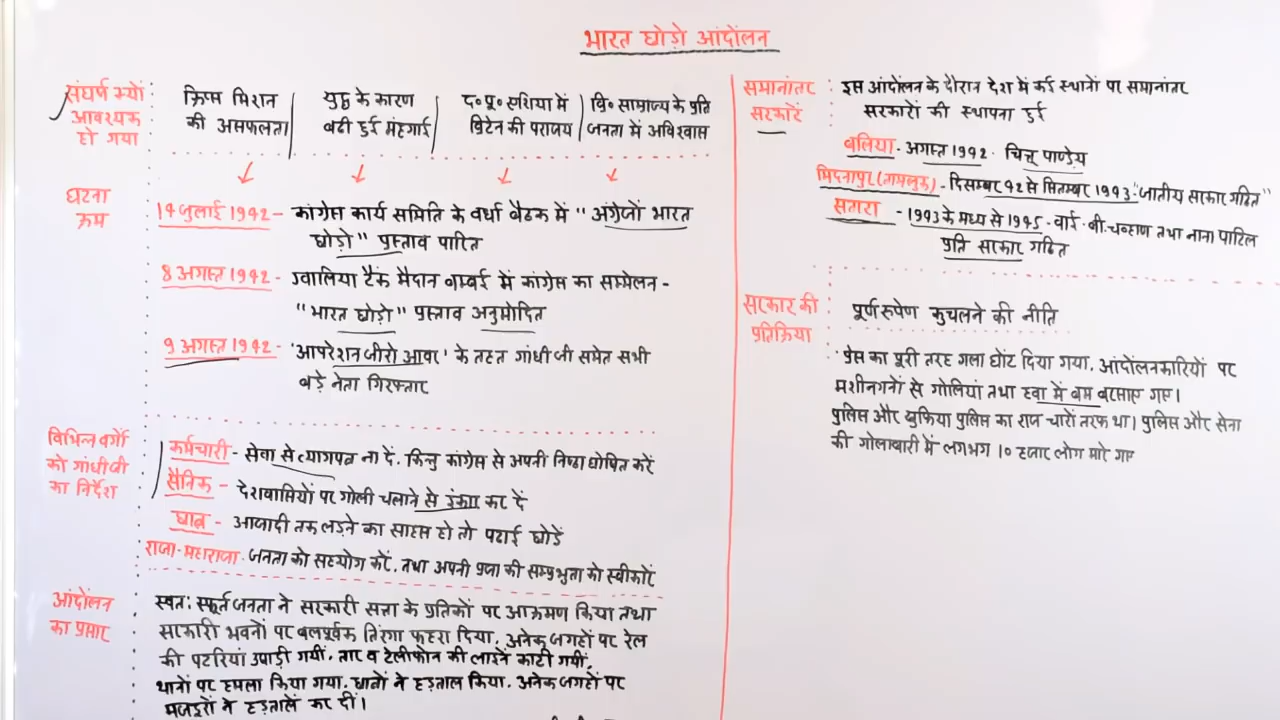 भारत छोड़ो आंदोलन
संघर्ष क्यों
आवश्यक
हो गया
क्रिप्स मिशन
की असफलता
युद्ध के कारण
बढी हुई मंहगाई
द०पू० एशिया में
ब्रिटेन की पराजय
ब्रि० साम्राज्य के प्रति
जनता में अविश्वास
घटना
क्रम
14 जुलाई 1942 - कांग्रेस कार्य समिति के वर्धा बैठक में "अंग्रेजों भारत
छोड़ो" प्रस्ताव पारित
8 अगस्त 1942 - ग्वालिया टैंक मैदान बम्बई में कांग्रेस का सम्मेलन -
"भारत छोड़ो" प्रस्ताव अनुमोदित
9 अगस्त 1942 - 'आपरेशन जीरो आवर' के तहत गांधीजी समेत सभी
बड़े नेता गिरफ्तार
विभिन्न वर्गो
को गांधीजी
का निर्देश
कर्मचारी - सेवा से त्यागपत्र ना दें, किन्तु कांग्रेस से अपनी निष्ठा घोषित करें
सैनिक - देशवासियों पर गोली चलाने से इंकार कर दें
छात्र - आजादी तक लड़ने का साहस हो तो पढाई छोडें
राजा-महाराजा - जनता को सहयोग करें, तथा अपनी प्रजा की सम्प्रभुता को स्वीकारें
आंदोलन
का प्रसार
स्वतः स्फूर्त जनता ने सरकारी सत्ता के प्रतिकों पर आक्रमण किया तथा
सरकारी भवनों पर बलपूर्वक तिरंगा फहरा दिया, अनेक जगहों पर रेल
की पटरियां उपाड़ी गयीं, तार व टेलीफोन की लाइनें काटी गयीं,
थानों पर हमला किया गया, छात्रों ने हड़ताल किया, अनेक जगहों पर
मजदूरों ने हड़तालें कर दीं।
समानांतर
सरकारें
इस आंदोलन के दौरान देश में कई स्थानों पर समानांतर
सरकारों की स्थापना हुई
बलिया - अगस्त 1942 - चित्तू पाण्डेय
मिदनापुर (तामलुक) - दिसम्बर 42 से सितम्बर 1943 "जातीय सरकार गठित"
सतारा - 1943 के मध्य से 1945 - वाई. बी. चव्हाण तथा नाना पाटिल
प्रति सरकार गठित
सरकार की
प्रतिक्रिया
पूर्णरुपेण कुचलने की नीति
प्रेस का पूरी तरह गला घोंट दिया गया, आंदोलनकारियों पर
मशीनगनों से गोलियां तथा हवा में बम बरसाए गए।
पुलिस और खुफिया पुलिस का राज चारों तरफ था। पुलिस और सेना
की गोलाबारी में लगभग 10 हजार लोग मारे गए